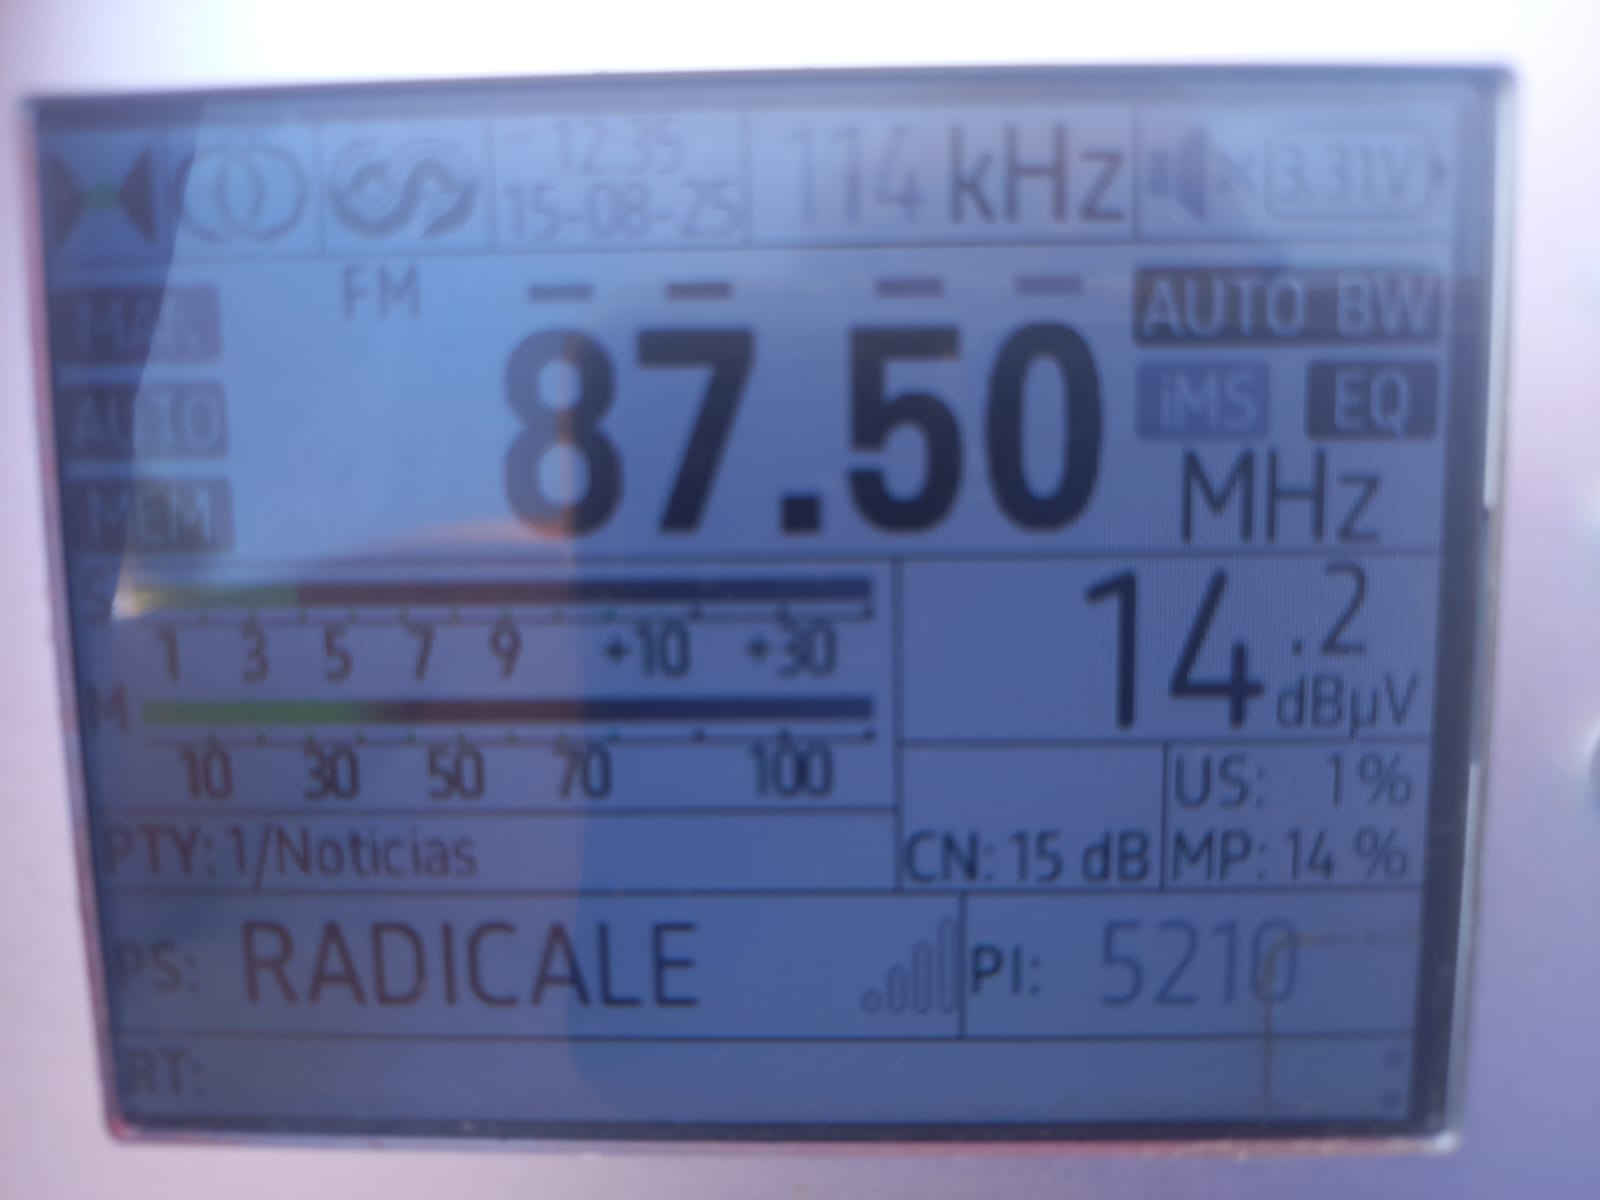 12:35
15-08-25
114 kHz
3.31V
FM
AUTO BW
MAN.
AUTO
MEM
87.50
iMS
EQ
MHz
S
1 3 5 7 9 +10 +30
14.2
dBµV
M
10 30 50 70 100
US: 1%
PTY: 1/Noticias
CN: 15 dB
MP: 14 %
PS: RADICALE
PI: 5210
RT: